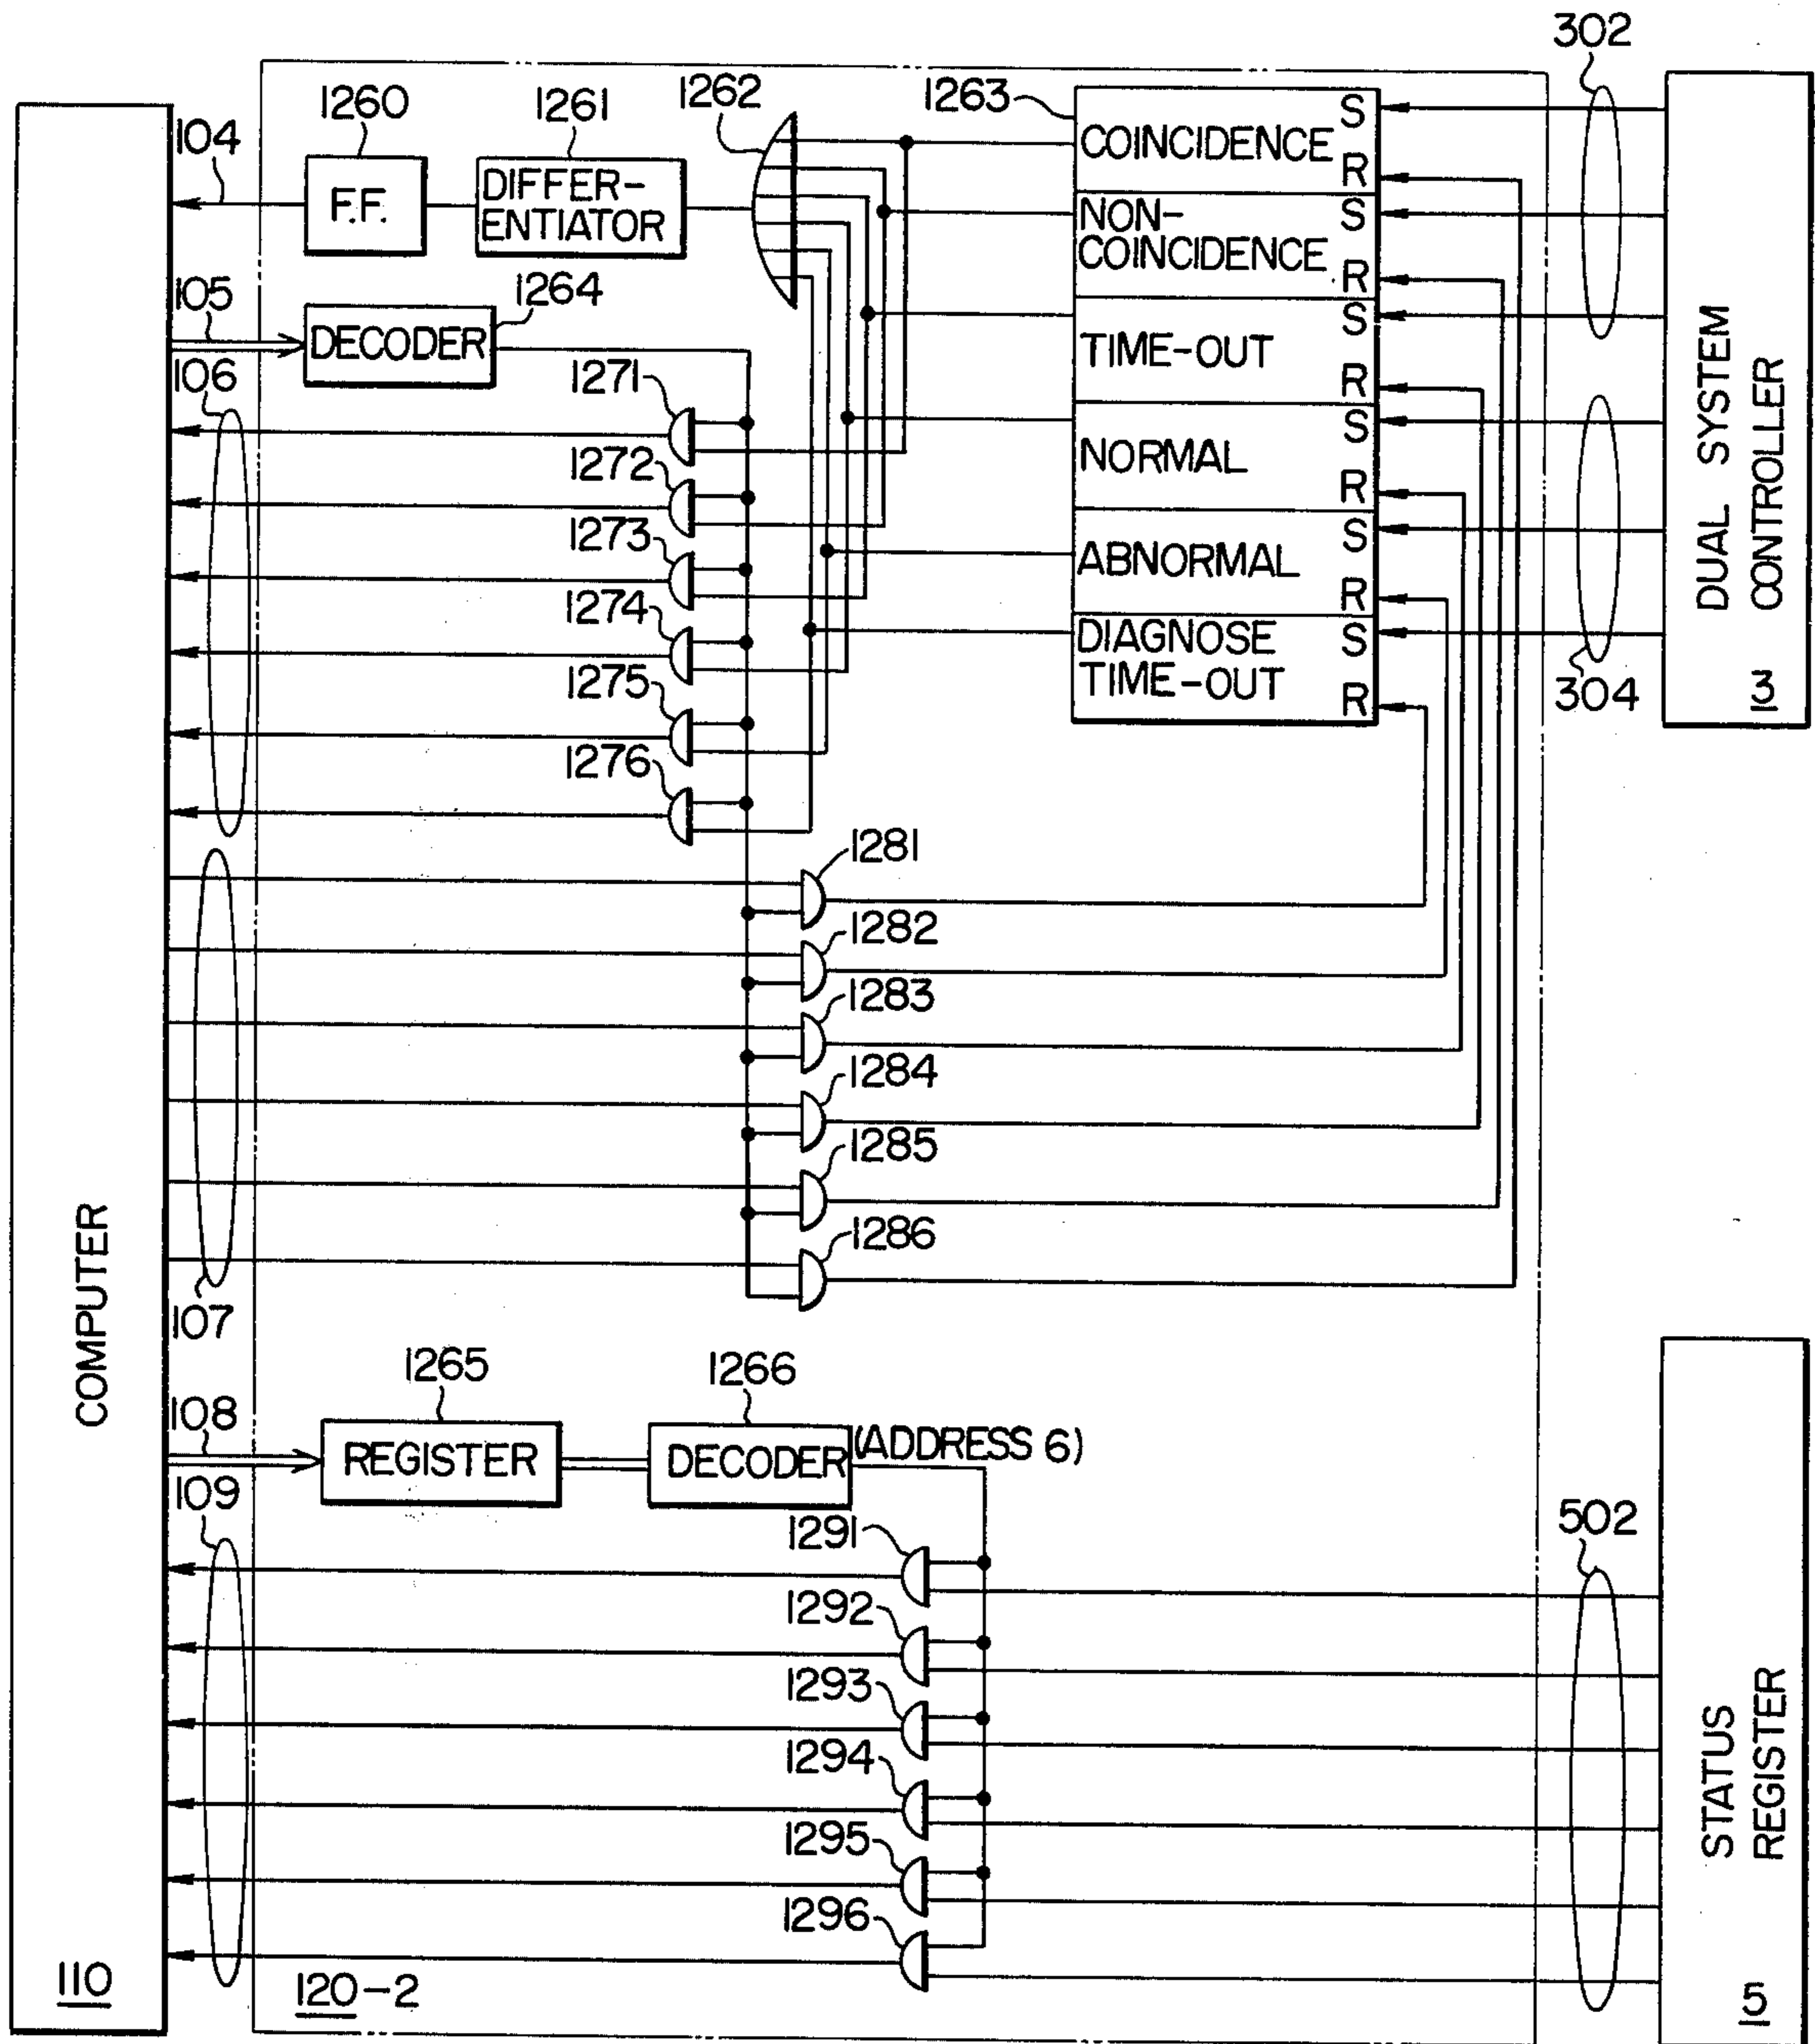 302
1260
1261
1262
1263
104
F.F.
DIFFER-
ENTIATOR
COINCIDENCE
S
R
NON-
COINCIDENCE
S
R
TIME-OUT
S
R
NORMAL
S
R
ABNORMAL
S
R
DIAGNOSE
TIME-OUT
S
R
DUAL SYSTEM
CONTROLLER
13
304
105
1264
DECODER
106
1271
1272
1273
1274
1275
1276
1281
1282
1283
1284
1285
1286
107
COMPUTER
110
108
1265
REGISTER
1266
DECODER
(ADDRESS 6)
109
1291
1292
1293
1294
1295
1296
502
STATUS
REGISTER
15
120-2